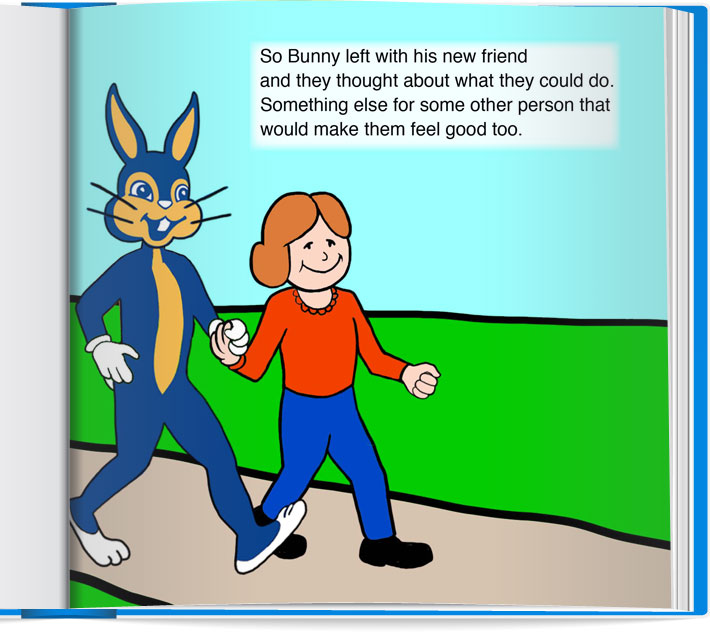 So Bunny left with his new friend
and they thought about what they could do.
Something else for some other person that
would make them feel good too.